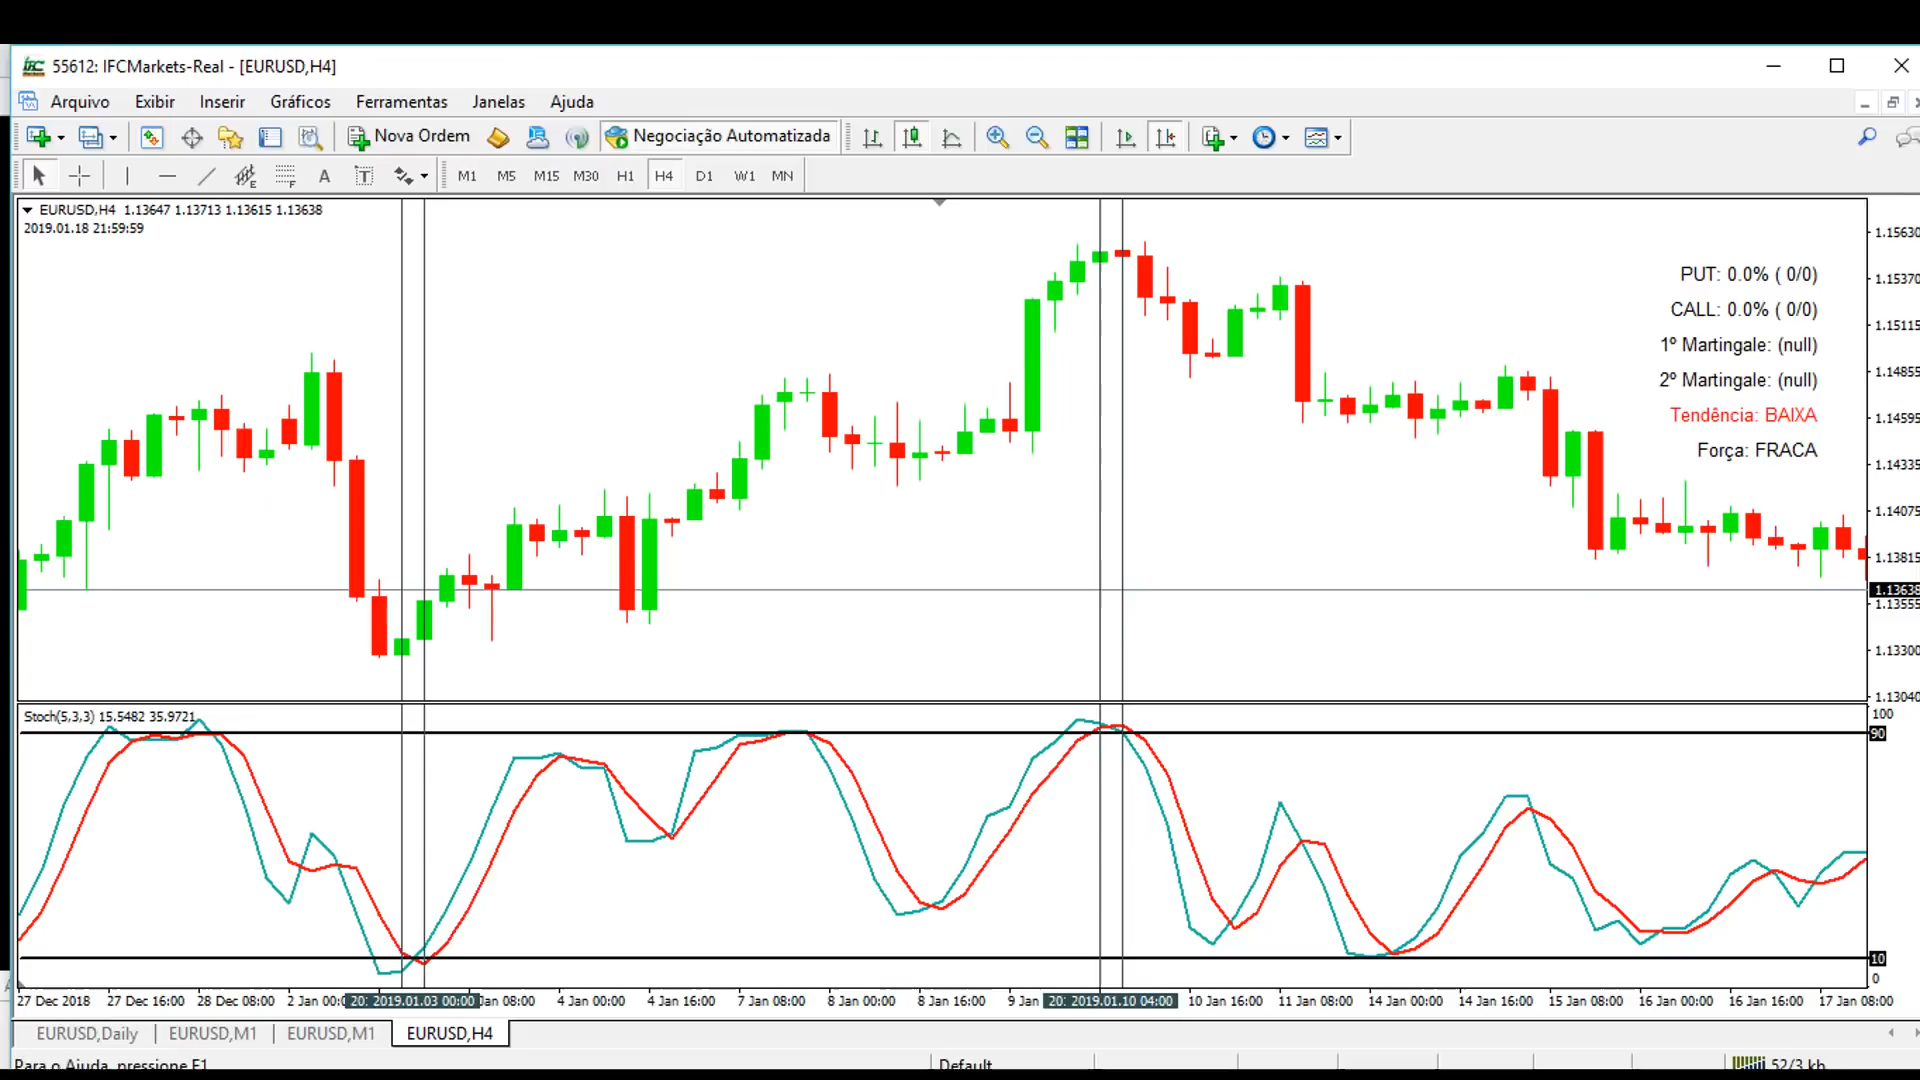 55612: IFCMarkets-Real - [EURUSD,H4]
Arquivo Exibir Inserir Gráficos Ferramentas Janelas Ajuda
Nova Ordem Negociação Automatizada
E F A T M1 M5 M15 M30 H1 H4 D1 W1 MN
EURUSD,H4 1.13647 1.13713 1.13615 1.13638
2019.01.18 21:59:59
PUT: 0.0% ( 0/0)
CALL: 0.0% ( 0/0)
1º Martingale: (null)
2º Martingale: (null)
Tendência: BAIXA
Força: FRACA
1.15630
1.15370
1.15115
1.14855
1.14595
1.14335
1.14075
1.13815
1.13638
1.13555
1.13300
1.13040
Stoch(5,3,3) 15.5482 35.9721
100
90
10
0
27 Dec 2018 27 Dec 16:00 28 Dec 08:00 2 Jan 00:0 20 2019.01.03 00:00 Jan 08:00 4 Jan 00:00 4 Jan 16:00 7 Jan 08:00 8 Jan 00:00 8 Jan 16:00 9 Jan 20 2019.01.10 04:00 10 Jan 16:00 11 Jan 08:00 14 Jan 00:00 14 Jan 16:00 15 Jan 08:00 16 Jan 00:00 16 Jan 16:00 17 Jan 08:00
EURUSD,Daily EURUSD,M1 EURUSD,M1 EURUSD,H4
Para o Ajuda, pressione F1 Default 52/3 kb